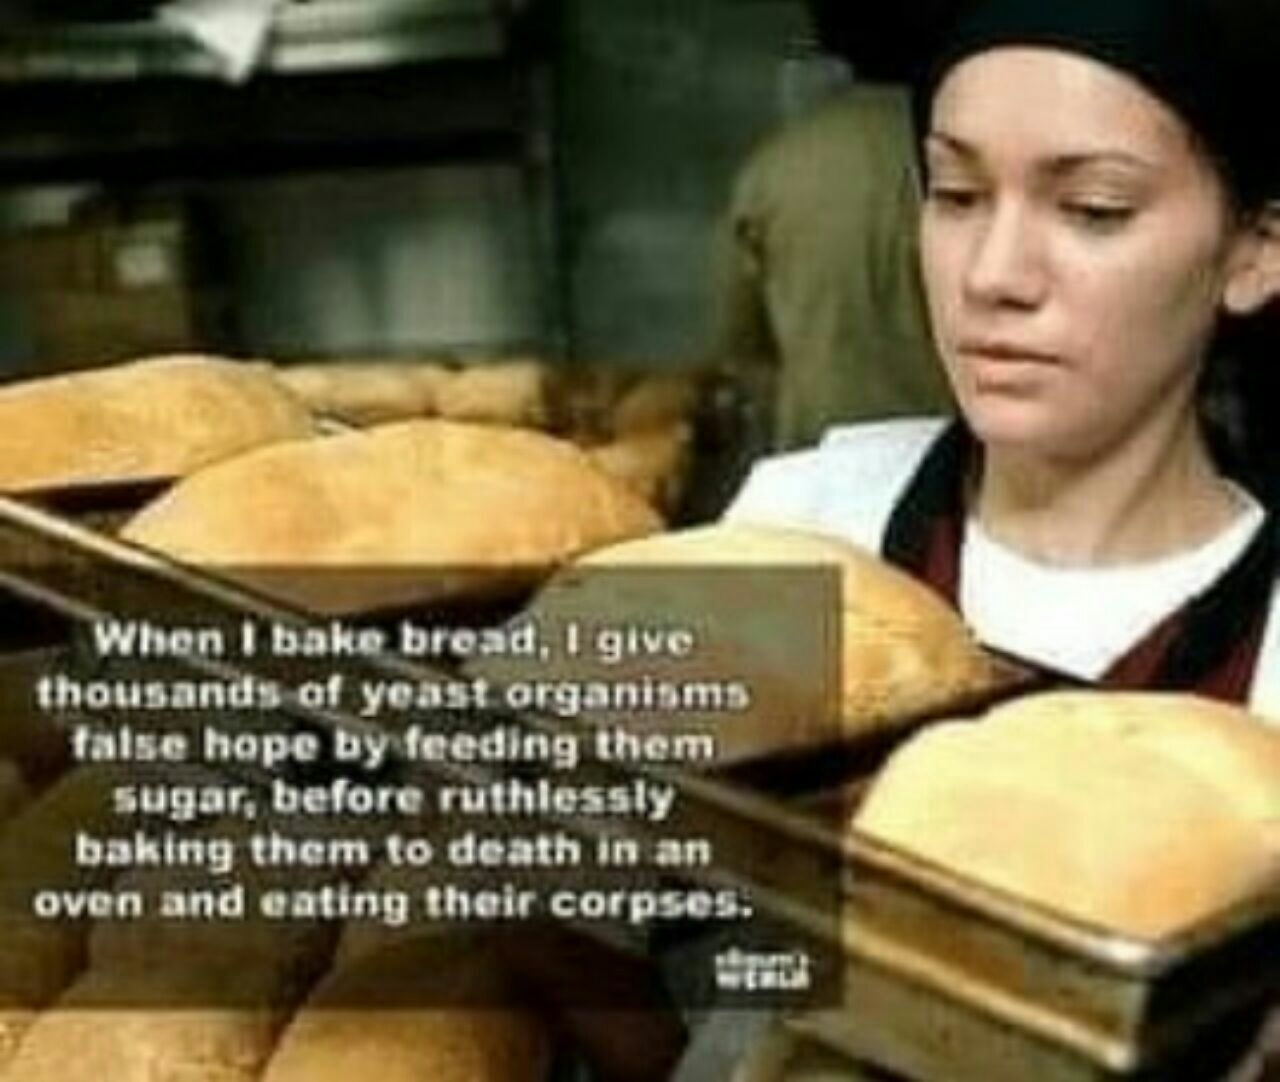 When I bake bread, I give
thousands of yeast organisms
false hope by feeding them
sugar, before ruthlessly
baking them to death in an
oven and eating their corpses.